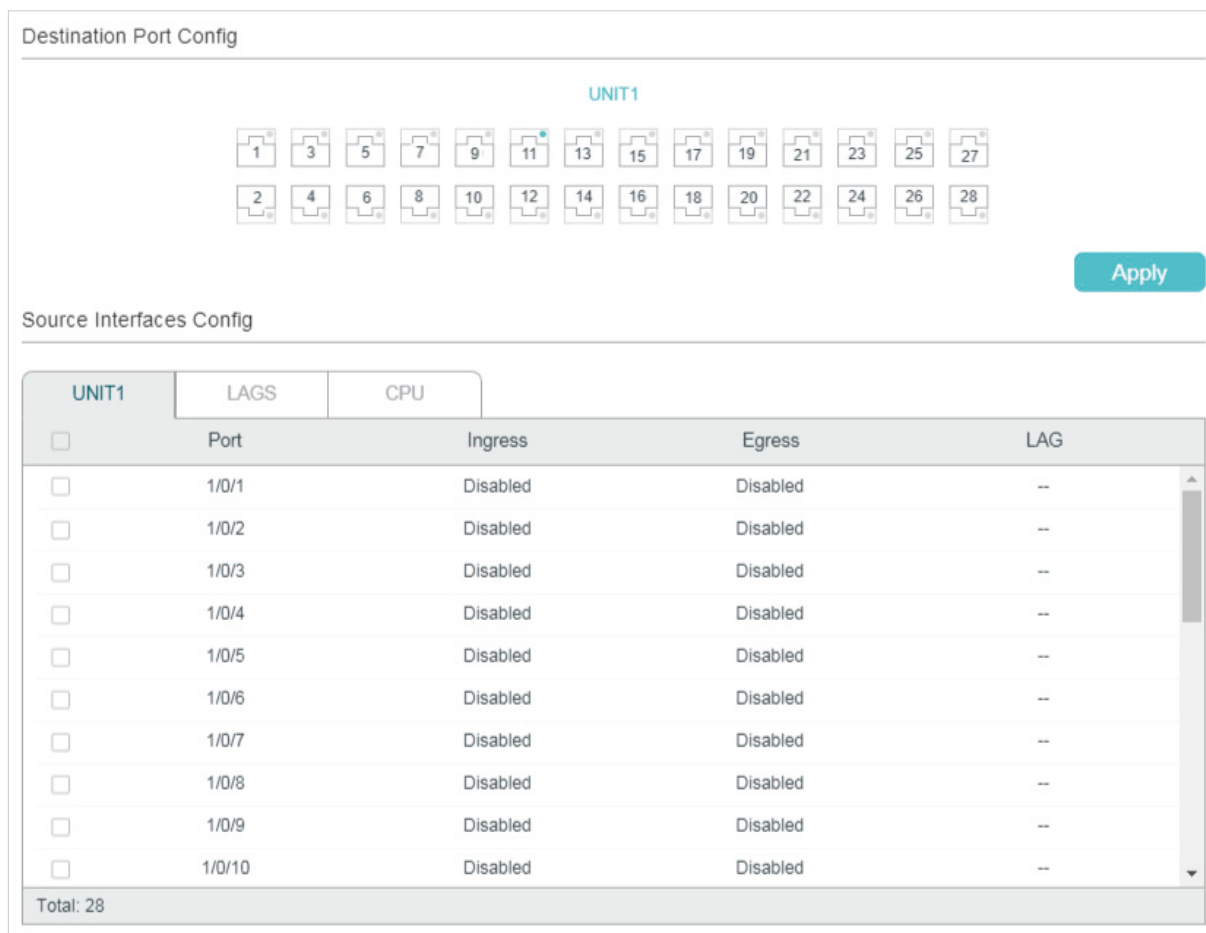 Destination Port Config
UNIT1
1 3 5 7 9 11 13 15 17 19 21 23 25 27
2 4 6 8 10 12 14 16 18 20 22 24 26 28
Apply
Source Interfaces Config
UNIT1 LAGS CPU
Port Ingress Egress LAG
1/0/1 Disabled Disabled --
1/0/2 Disabled Disabled --
1/0/3 Disabled Disabled --
1/0/4 Disabled Disabled --
1/0/5 Disabled Disabled --
1/0/6 Disabled Disabled --
1/0/7 Disabled Disabled --
1/0/8 Disabled Disabled --
1/0/9 Disabled Disabled --
1/0/10 Disabled Disabled --
Total: 28